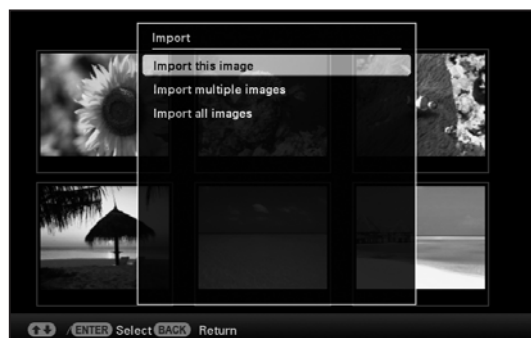 Import
Import this image
Import multiple images
Import all images
/ENTER Select BACK Return